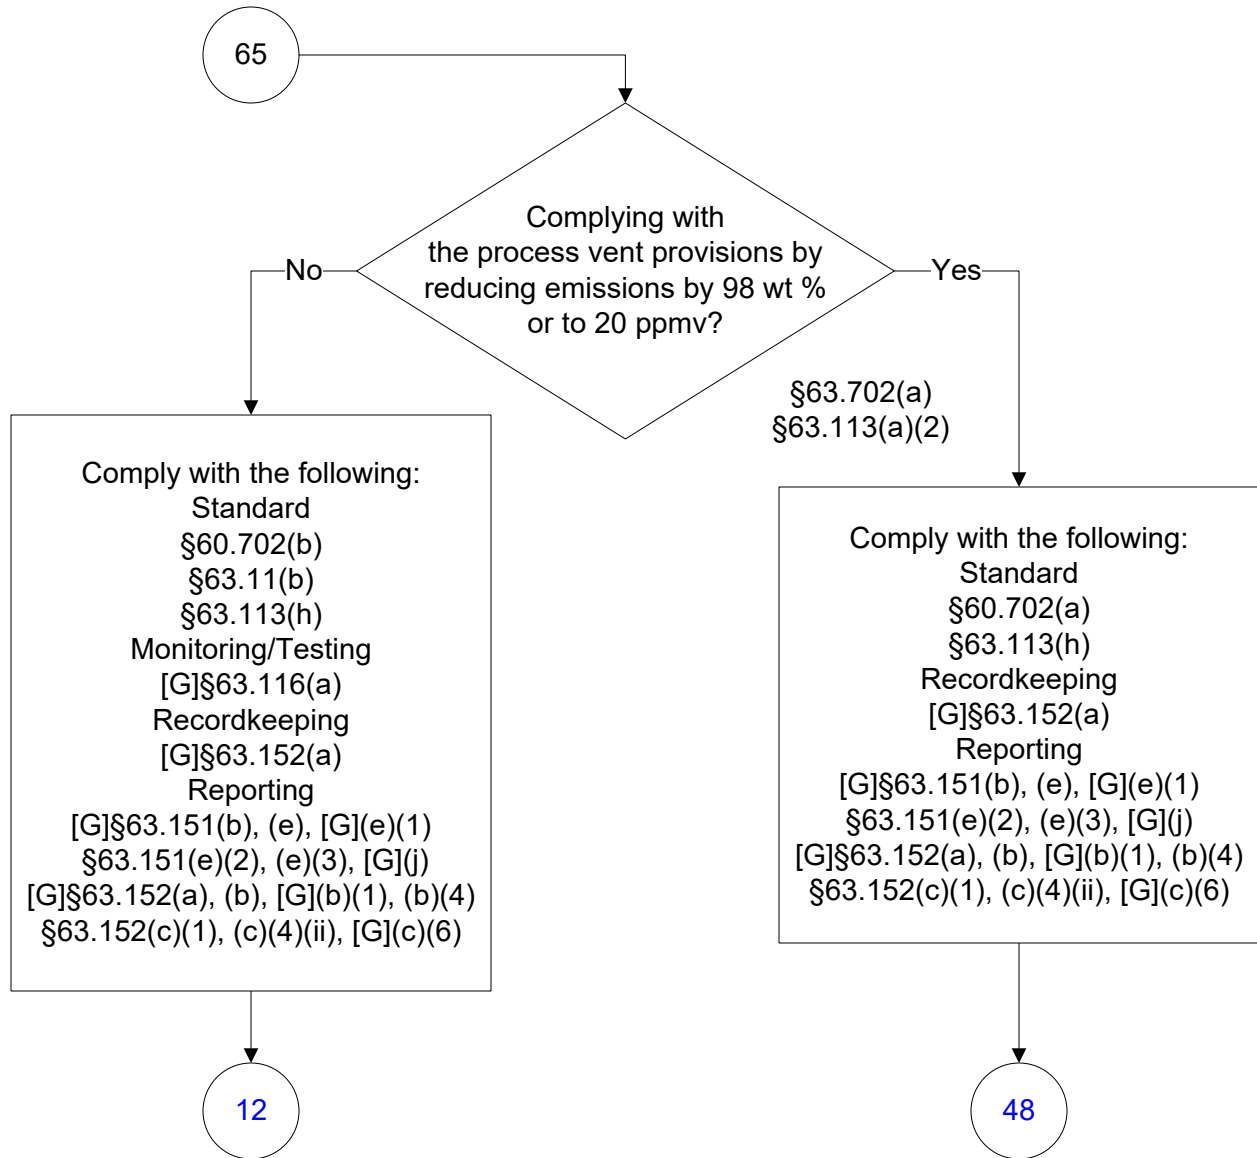 65
Complying with
the process vent provisions by
reducing emissions by 98 wt %
or to 20 ppmv?
No
Yes
§63.702(a)
§63.113(a)(2)
Comply with the following:
Standard
§60.702(b)
§63.11(b)
§63.113(h)
Monitoring/Testing
[G]§63.116(a)
Recordkeeping
[G]§63.152(a)
Reporting
[G]§63.151(b), (e), [G](e)(1)
§63.151(e)(2), (e)(3), [G](j)
[G]§63.152(a), (b), [G](b)(1), (b)(4)
§63.152(c)(1), (c)(4)(ii), [G](c)(6)
Comply with the following:
Standard
§60.702(a)
§63.113(h)
Recordkeeping
[G]§63.152(a)
Reporting
[G]§63.151(b), (e), [G](e)(1)
§63.151(e)(2), (e)(3), [G](j)
[G]§63.152(a), (b), [G](b)(1), (b)(4)
§63.152(c)(1), (c)(4)(ii), [G](c)(6)
12
48